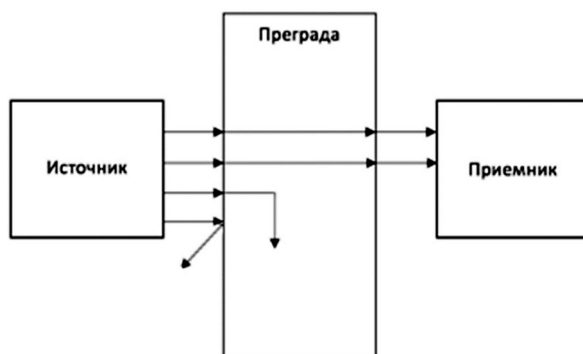 Преграда
Источник
Приемник